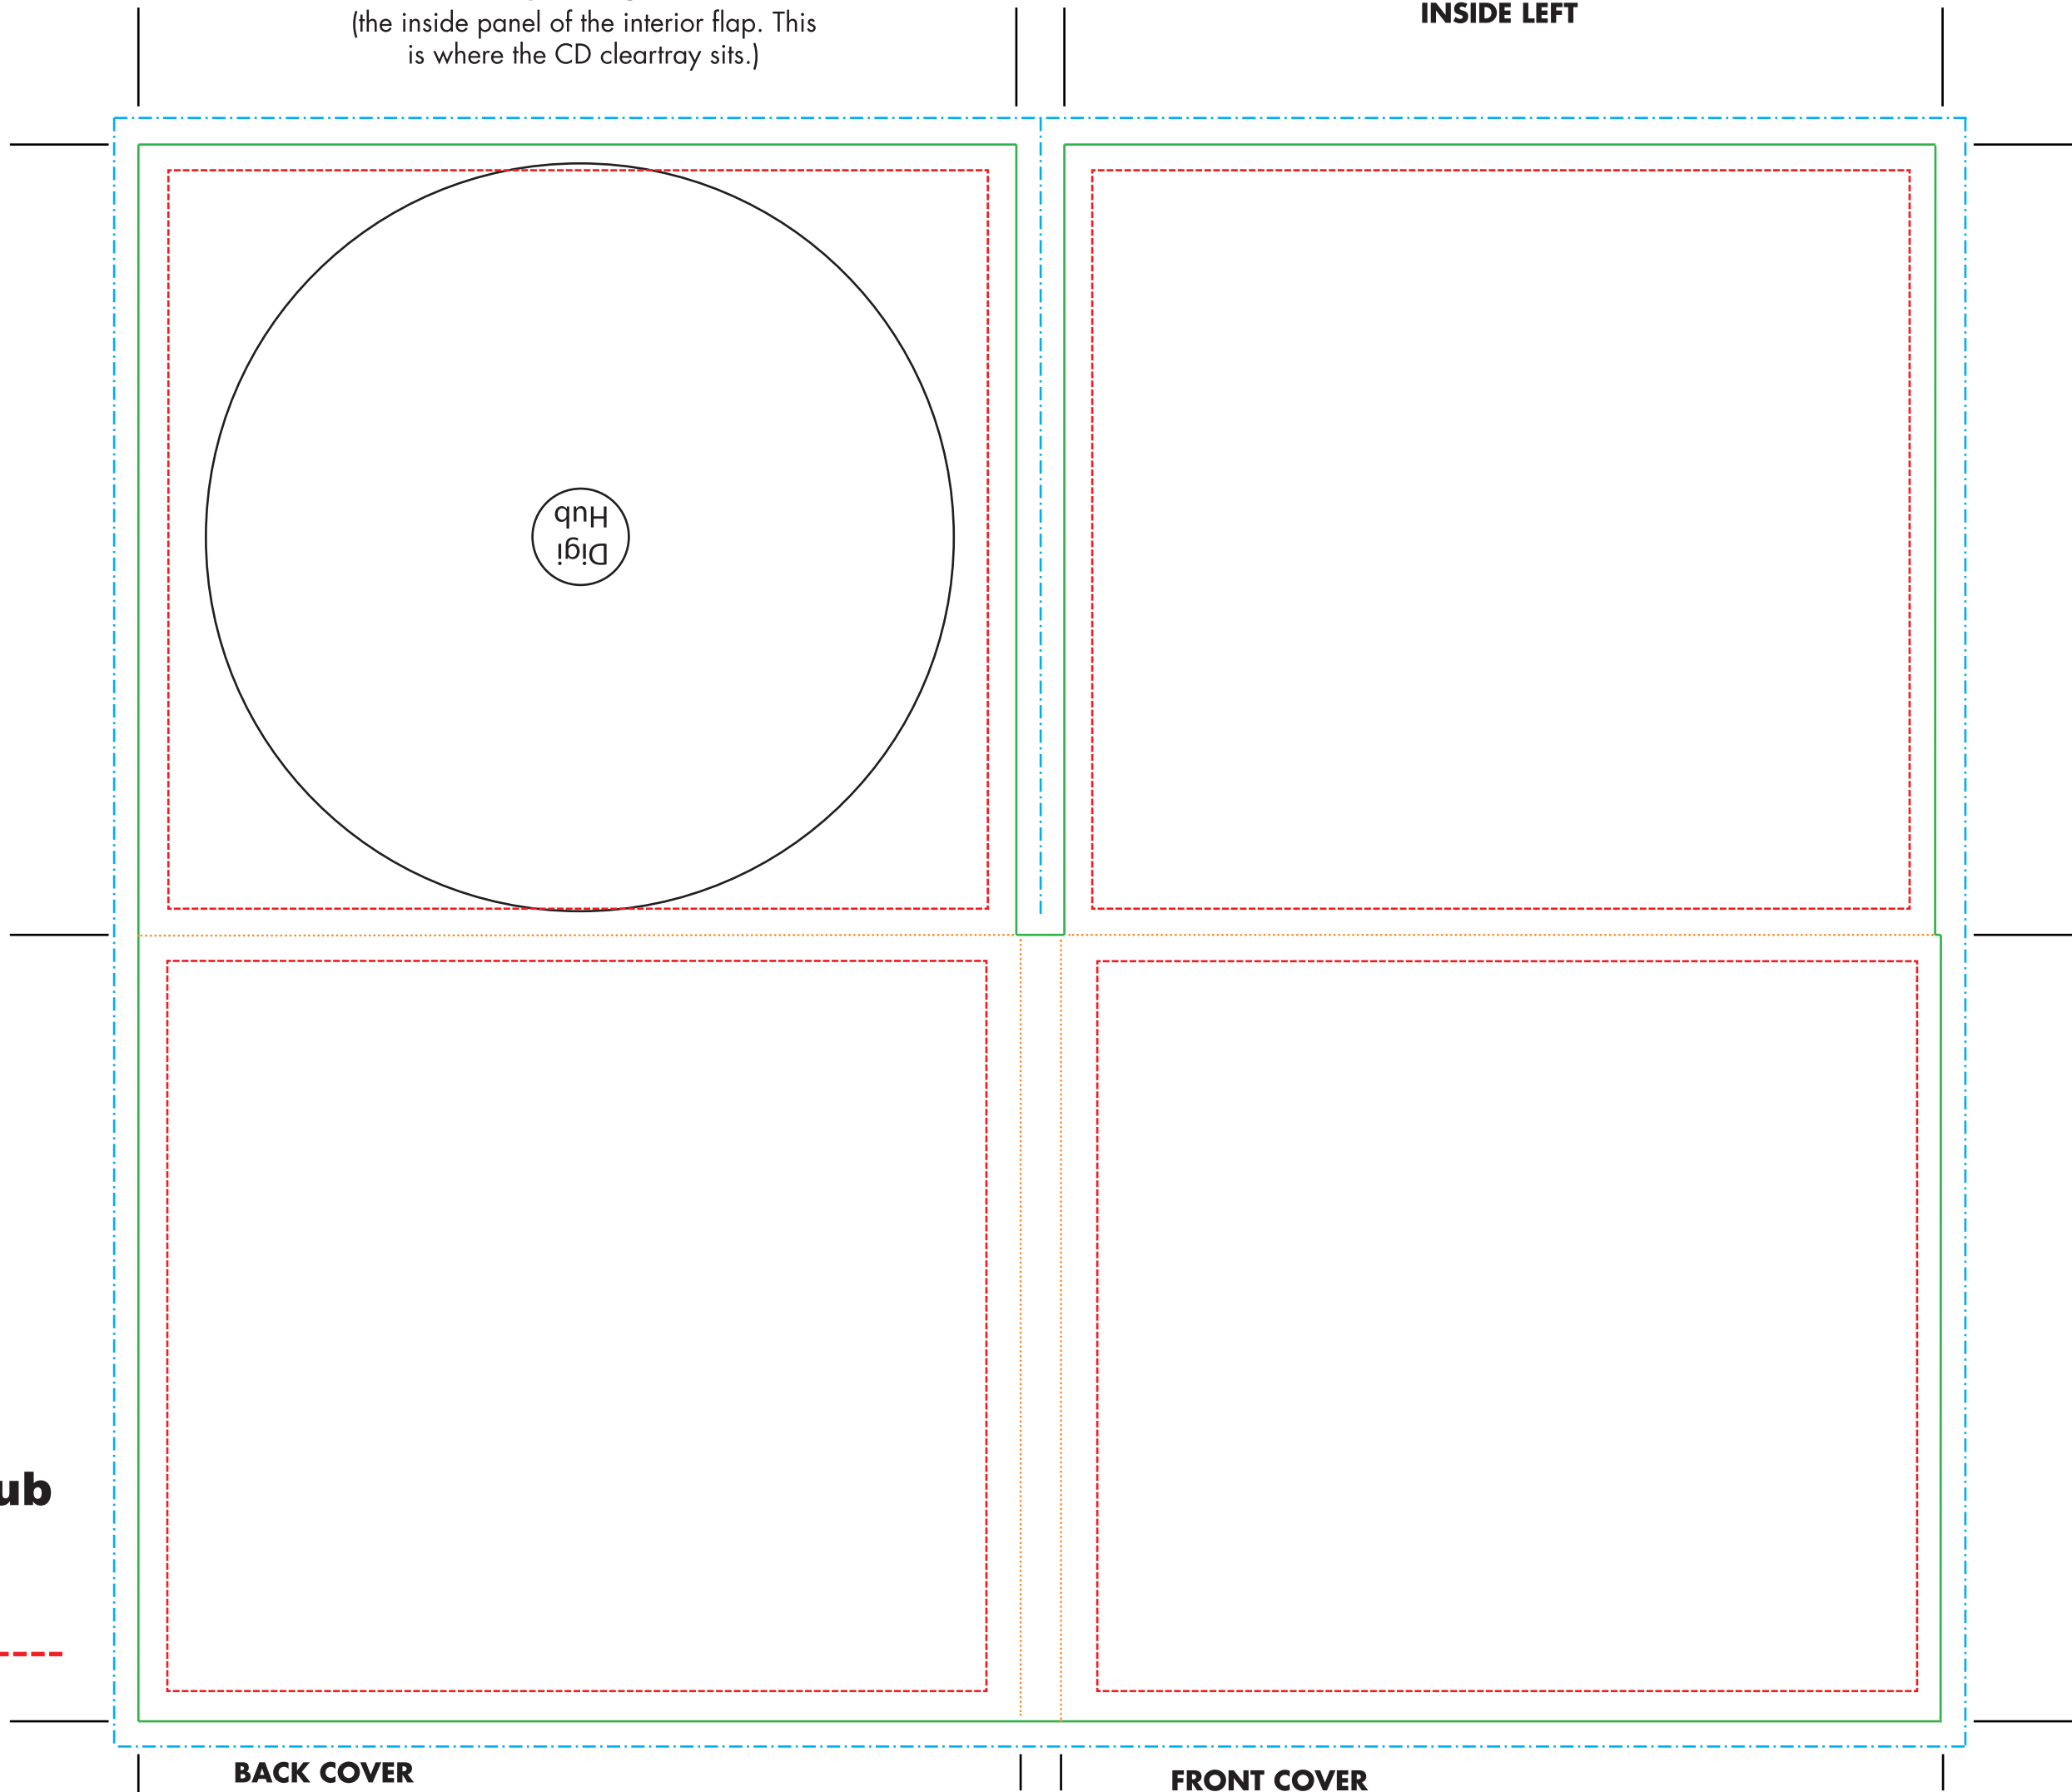 (the inside panel of the interior flap. This
is where the CD cleartray sits.)
INSIDE LEFT
Digi
Hub
ub
BACK COVER
FRONT COVER